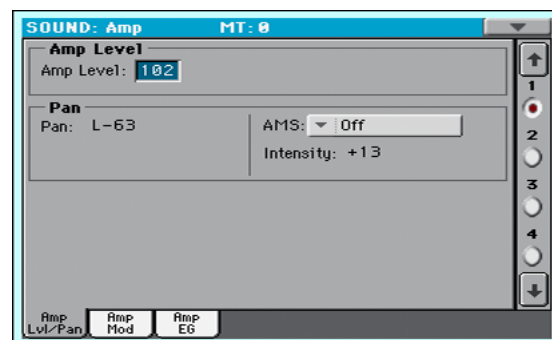 SOUND: Amp MT: 0
Amp Level
Amp Level: 102
Pan
Pan: L-63 AMS: Off
Intensity: +13
1
2
3
4
Amp Lvl/Pan Amp Mod Amp EG